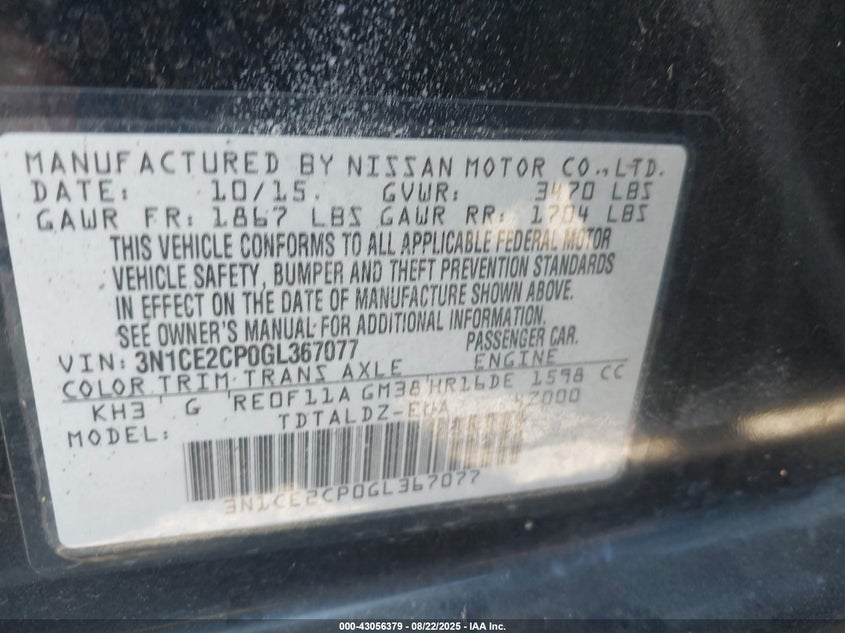 MANUFACTURED BY NISSAN MOTOR CO., LTD.
DATE: 10/15. GVWR: 3470 LBS
GAWR FR: 1867 LBS GAWR RR: 1704 LBS
THIS VEHICLE CONFORMS TO ALL APPLICABLE FEDERAL MOTOR
VEHICLE SAFETY, BUMPER AND THEFT PREVENTION STANDARDS
IN EFFECT ON THE DATE OF MANUFACTURE SHOWN ABOVE.
SEE OWNER'S MANUAL FOR ADDITIONAL INFORMATION.
VIN: 3N1CE2CP0GL367077 PASSENGER CAR.
COLOR TRIM TRANS AXLE ENGINE
KH3 G RE0F11A GM38 HR16DE 1598 CC
MODEL: TDTALDZ-EUA
3N1CE2CP0GL367077
000-43056379 - 08/22/2025 - IAA Inc.